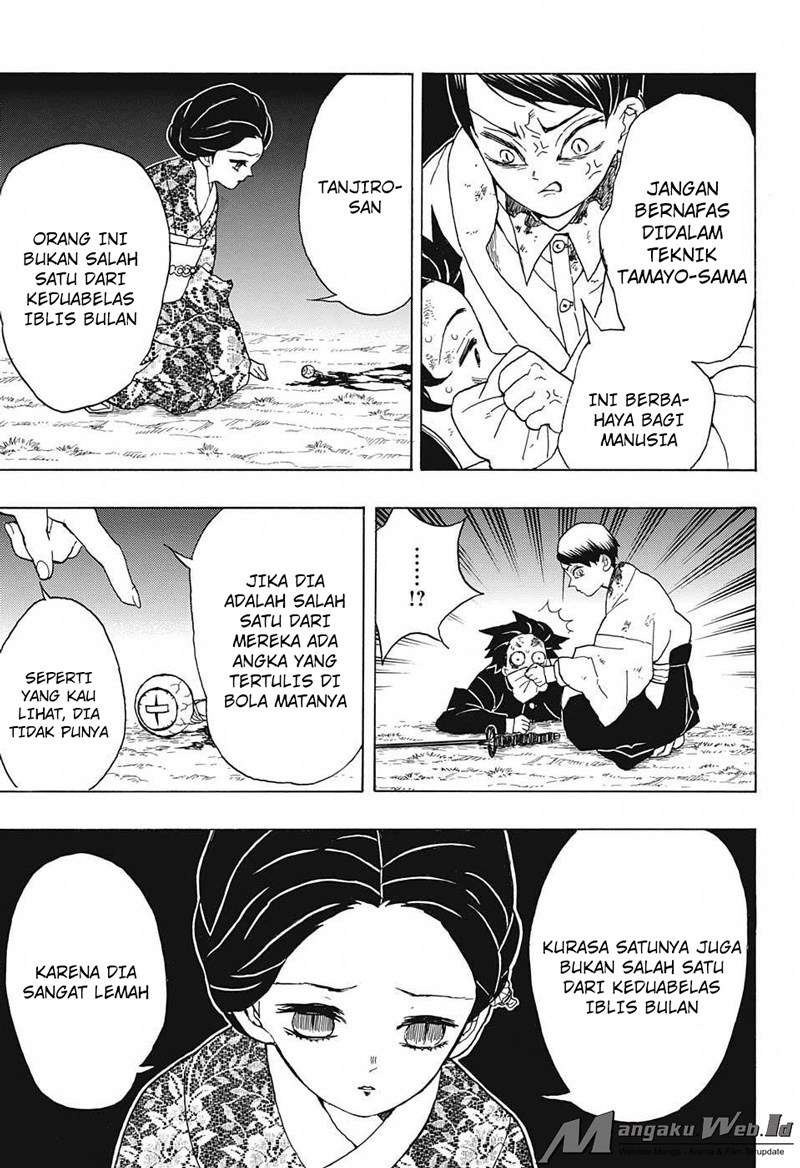 JANGAN
BERNAFAS
DIDALAM
TEKNIK
TAMAYO-SAMA
INI BERBA-
HAYA BAGI
MANUSIA
TANJIRO-
SAN
ORANG INI
BUKAN SALAH
SATU DARI
KEDUABELAS
IBLIS BULAN
......
!?
JIKA DIA
ADALAH SALAH
SATU DARI
MEREKA ADA
ANGKA YANG
TERTULIS DI
BOLA MATANYA
SEPERTI
YANG KAU
LIHAT, DIA
TIDAK PUNYA
KURASA SATUNYA JUGA
BUKAN SALAH SATU
DARI KEDUABELAS
IBLIS BULAN
KARENA DIA
SANGAT LEMAH
Mangaku Web.Id